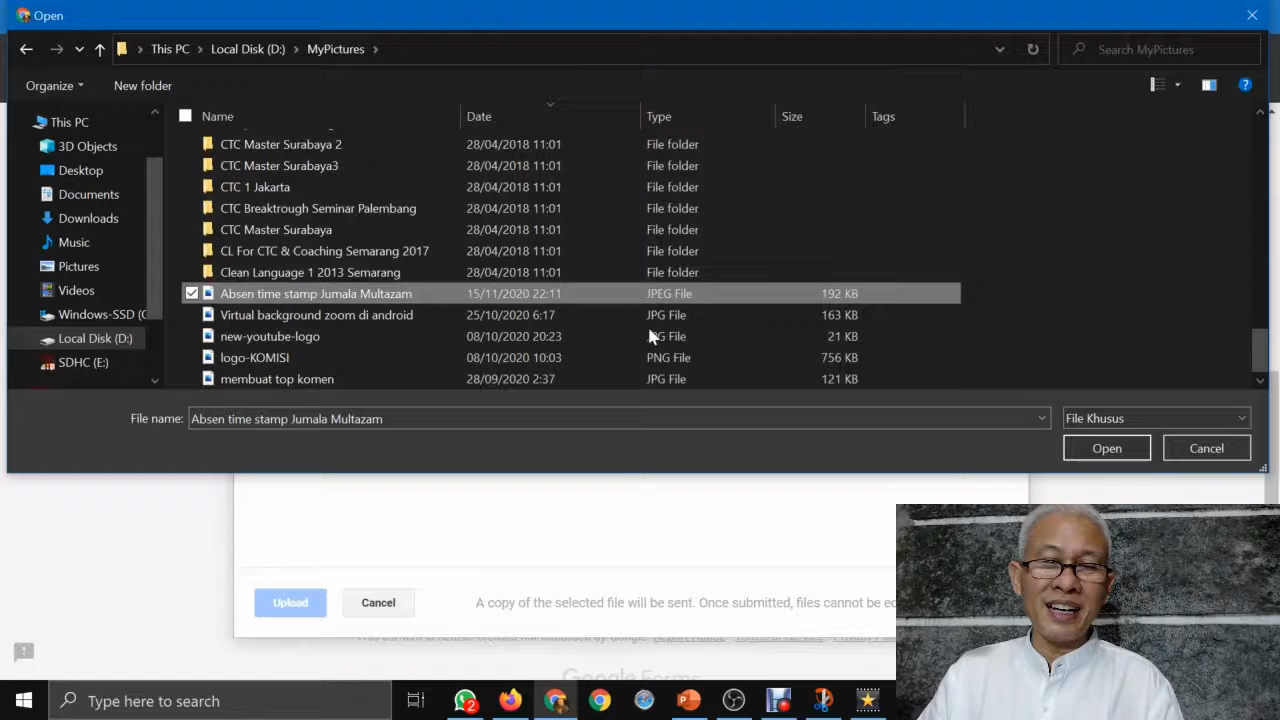 Open
This PC > Local Disk (D:) > MyPictures >
Search MyPictures
Organize
New folder
Name Date Type Size Tags
This PC
3D Objects
Desktop
Documents
Downloads
Music
Pictures
Videos
Windows-SSD (C
Local Disk (D:)
SDHC (E:)
CTC Master Surabaya 2 28/04/2018 11:01 File folder
CTC Master Surabaya3 28/04/2018 11:01 File folder
CTC 1 Jakarta 28/04/2018 11:01 File folder
CTC Breaktrough Seminar Palembang 28/04/2018 11:01 File folder
CTC Master Surabaya 28/04/2018 11:01 File folder
CL For CTC & Coaching Semarang 2017 28/04/2018 11:01 File folder
Clean Language 1 2013 Semarang 28/04/2018 11:01 File folder
Absen time stamp Jumala Multazam 15/11/2020 22:11 JPEG File 192 KB
Virtual background zoom di android 25/10/2020 6:17 JPG File 163 KB
new-youtube-logo 08/10/2020 20:23 JPG File 21 KB
logo-KOMISI 08/10/2020 10:03 PNG File 756 KB
membuat top komen 28/09/2020 2:37 JPG File 121 KB
File name: Absen time stamp Jumala Multazam
File Khusus
Open
Cancel
Upload
Cancel
A copy of the selected file will be sent. Once submitted, files cannot be ec
Google Forms
Type here to search
2